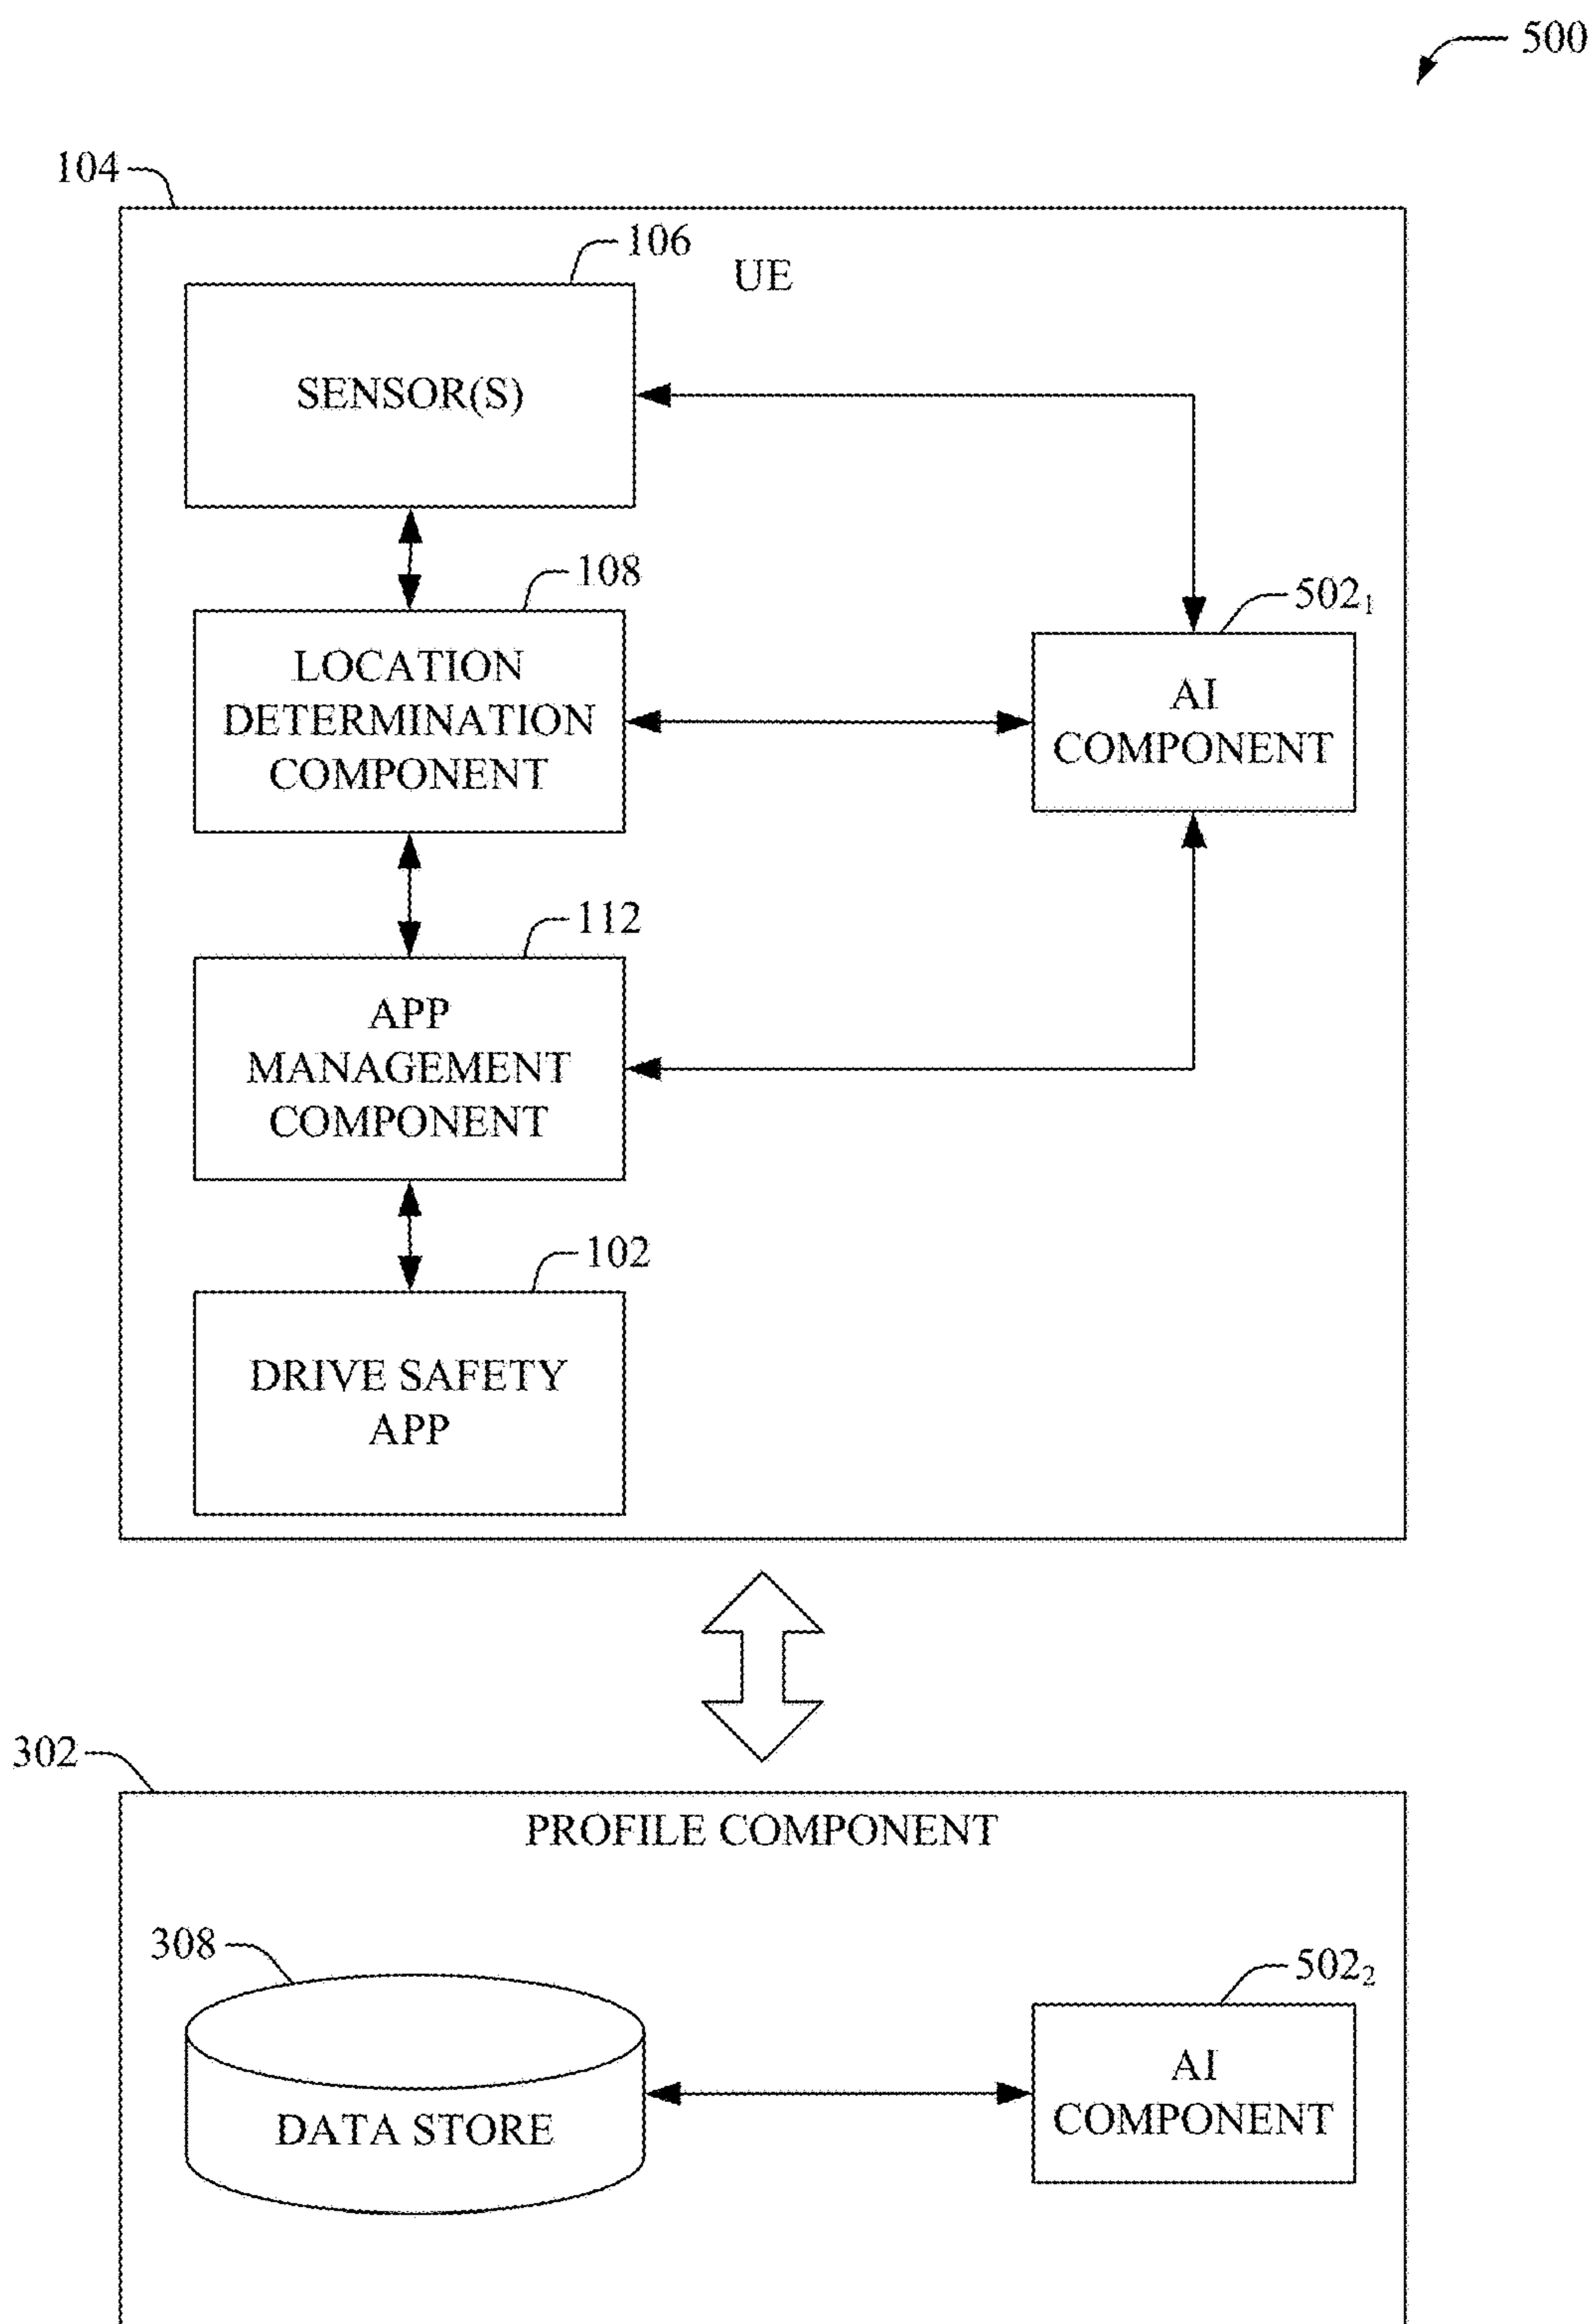 500
104
106
UE
SENSOR(S)
108
LOCATION
DETERMINATION
COMPONENT
502₁
AI
COMPONENT
112
APP
MANAGEMENT
COMPONENT
102
DRIVE SAFETY
APP
302
PROFILE COMPONENT
308
DATA STORE
502₂
AI
COMPONENT